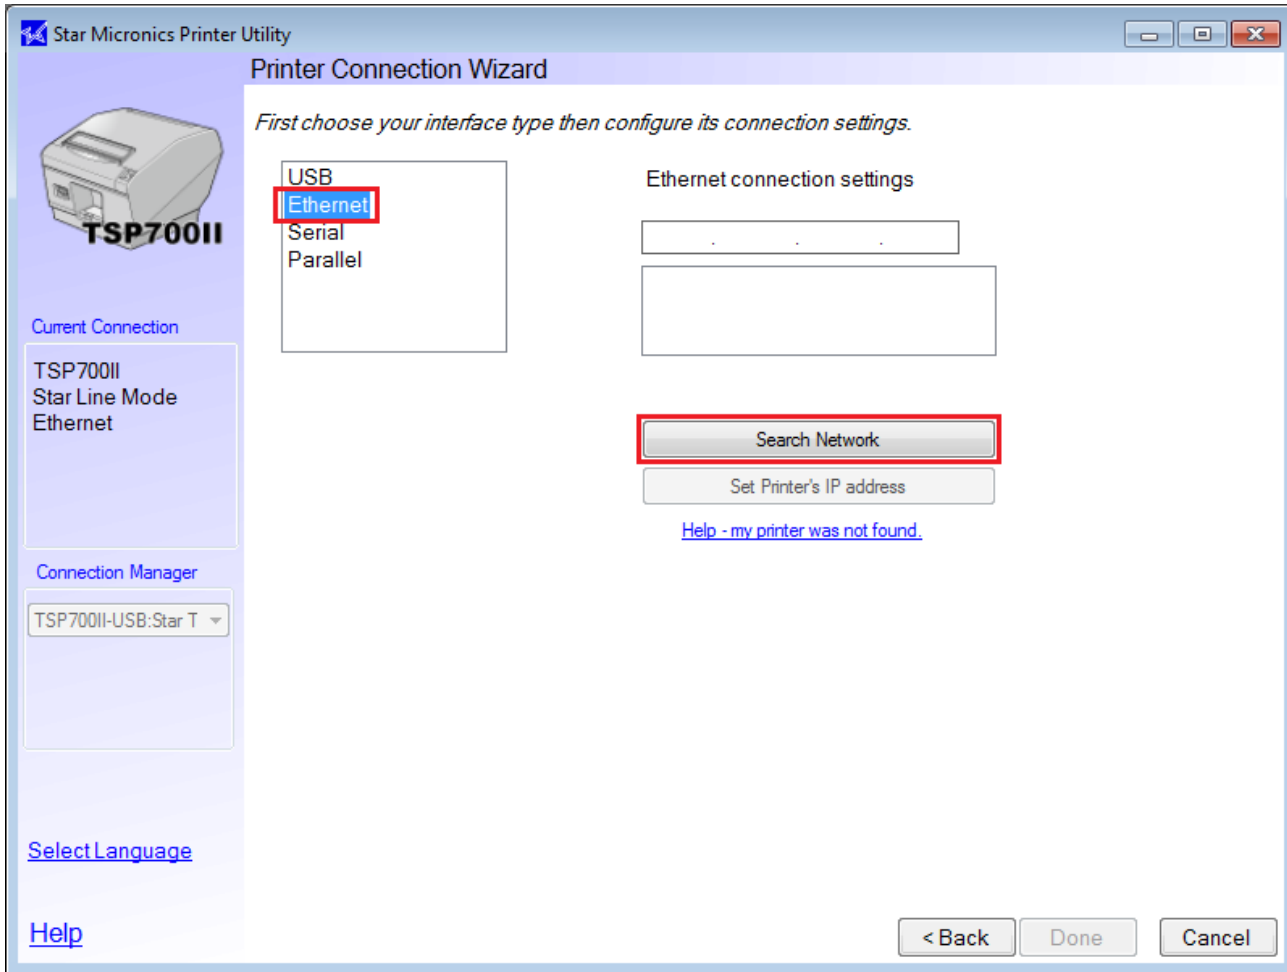 Star Micronics Printer Utility
Printer Connection Wizard
First choose your interface type then configure its connection settings.
TSP700II
USB
Ethernet
Serial
Parallel
Ethernet connection settings
. . .
Search Network
Set Printer's IP address
Help - my printer was not found.
Current Connection
TSP700II
Star Line Mode
Ethernet
Connection Manager
TSP700II-USB:Star T
Select Language
Help
< Back
Done
Cancel